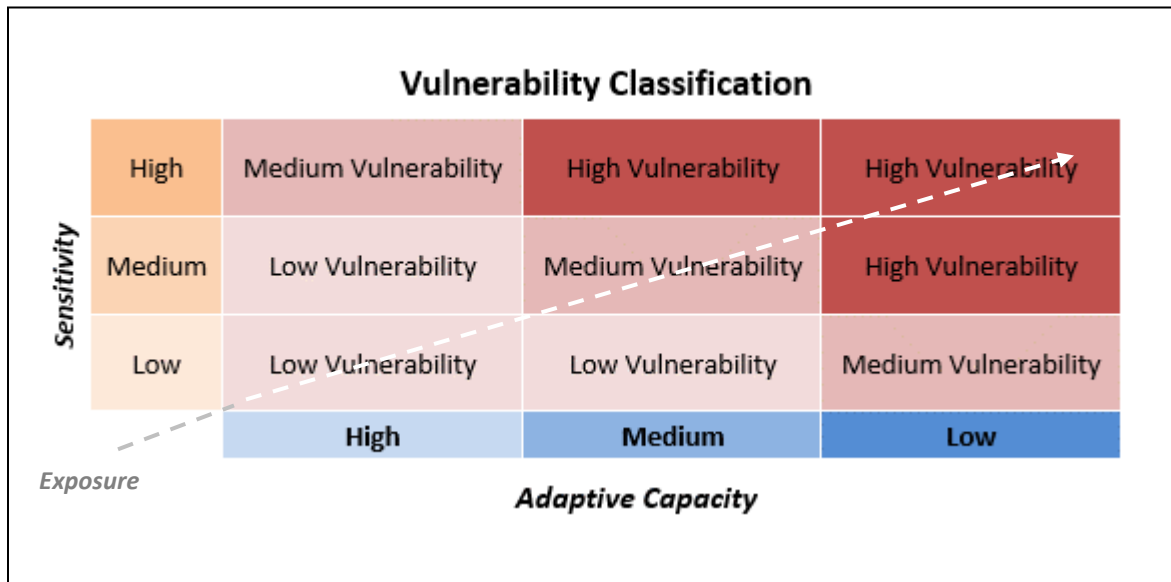 Vulnerability Classification
High Medium Vulnerability High Vulnerability High Vulnerability
Sensitivity
Medium Low Vulnerability Medium Vulnerability High Vulnerability
Low Low Vulnerability Low Vulnerability Medium Vulnerability
High Medium Low
Exposure
Adaptive Capacity